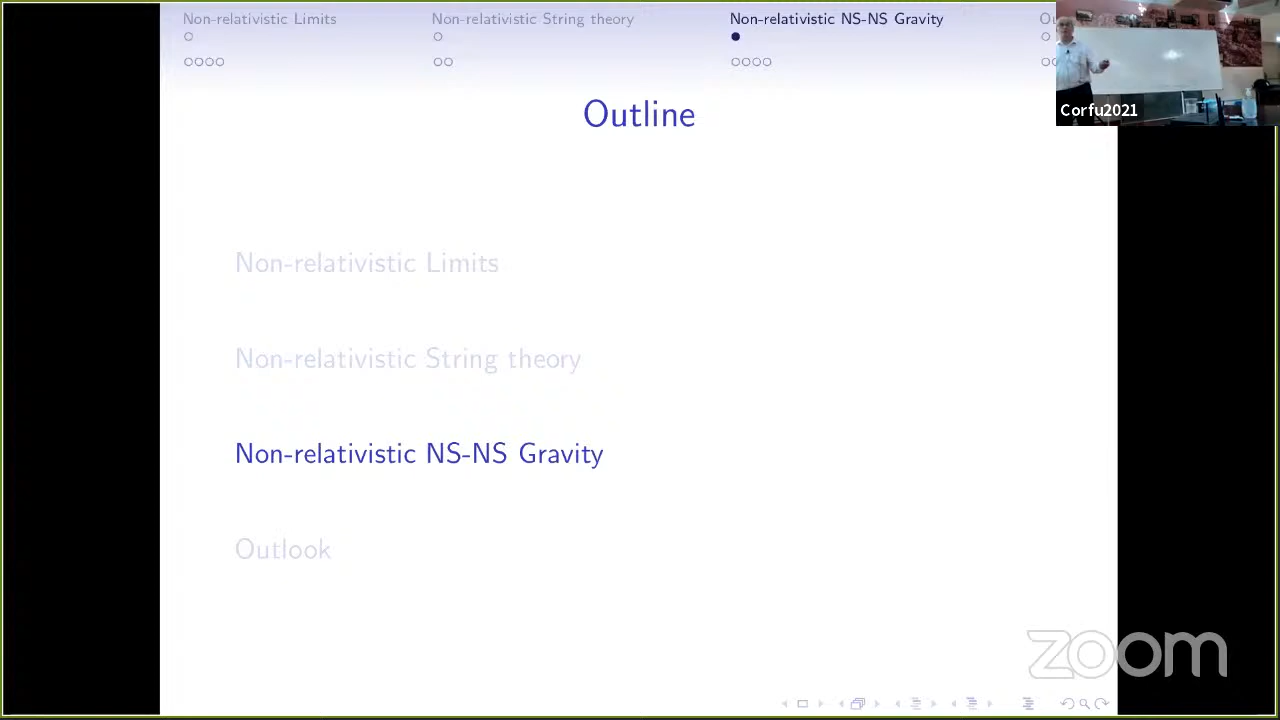 Non-relativistic Limits
Non-relativistic String theory
Non-relativistic NS-NS Gravity
Corfu2021
Outline
Non-relativistic Limits
Non-relativistic String theory
Non-relativistic NS-NS Gravity
Outlook
zoom